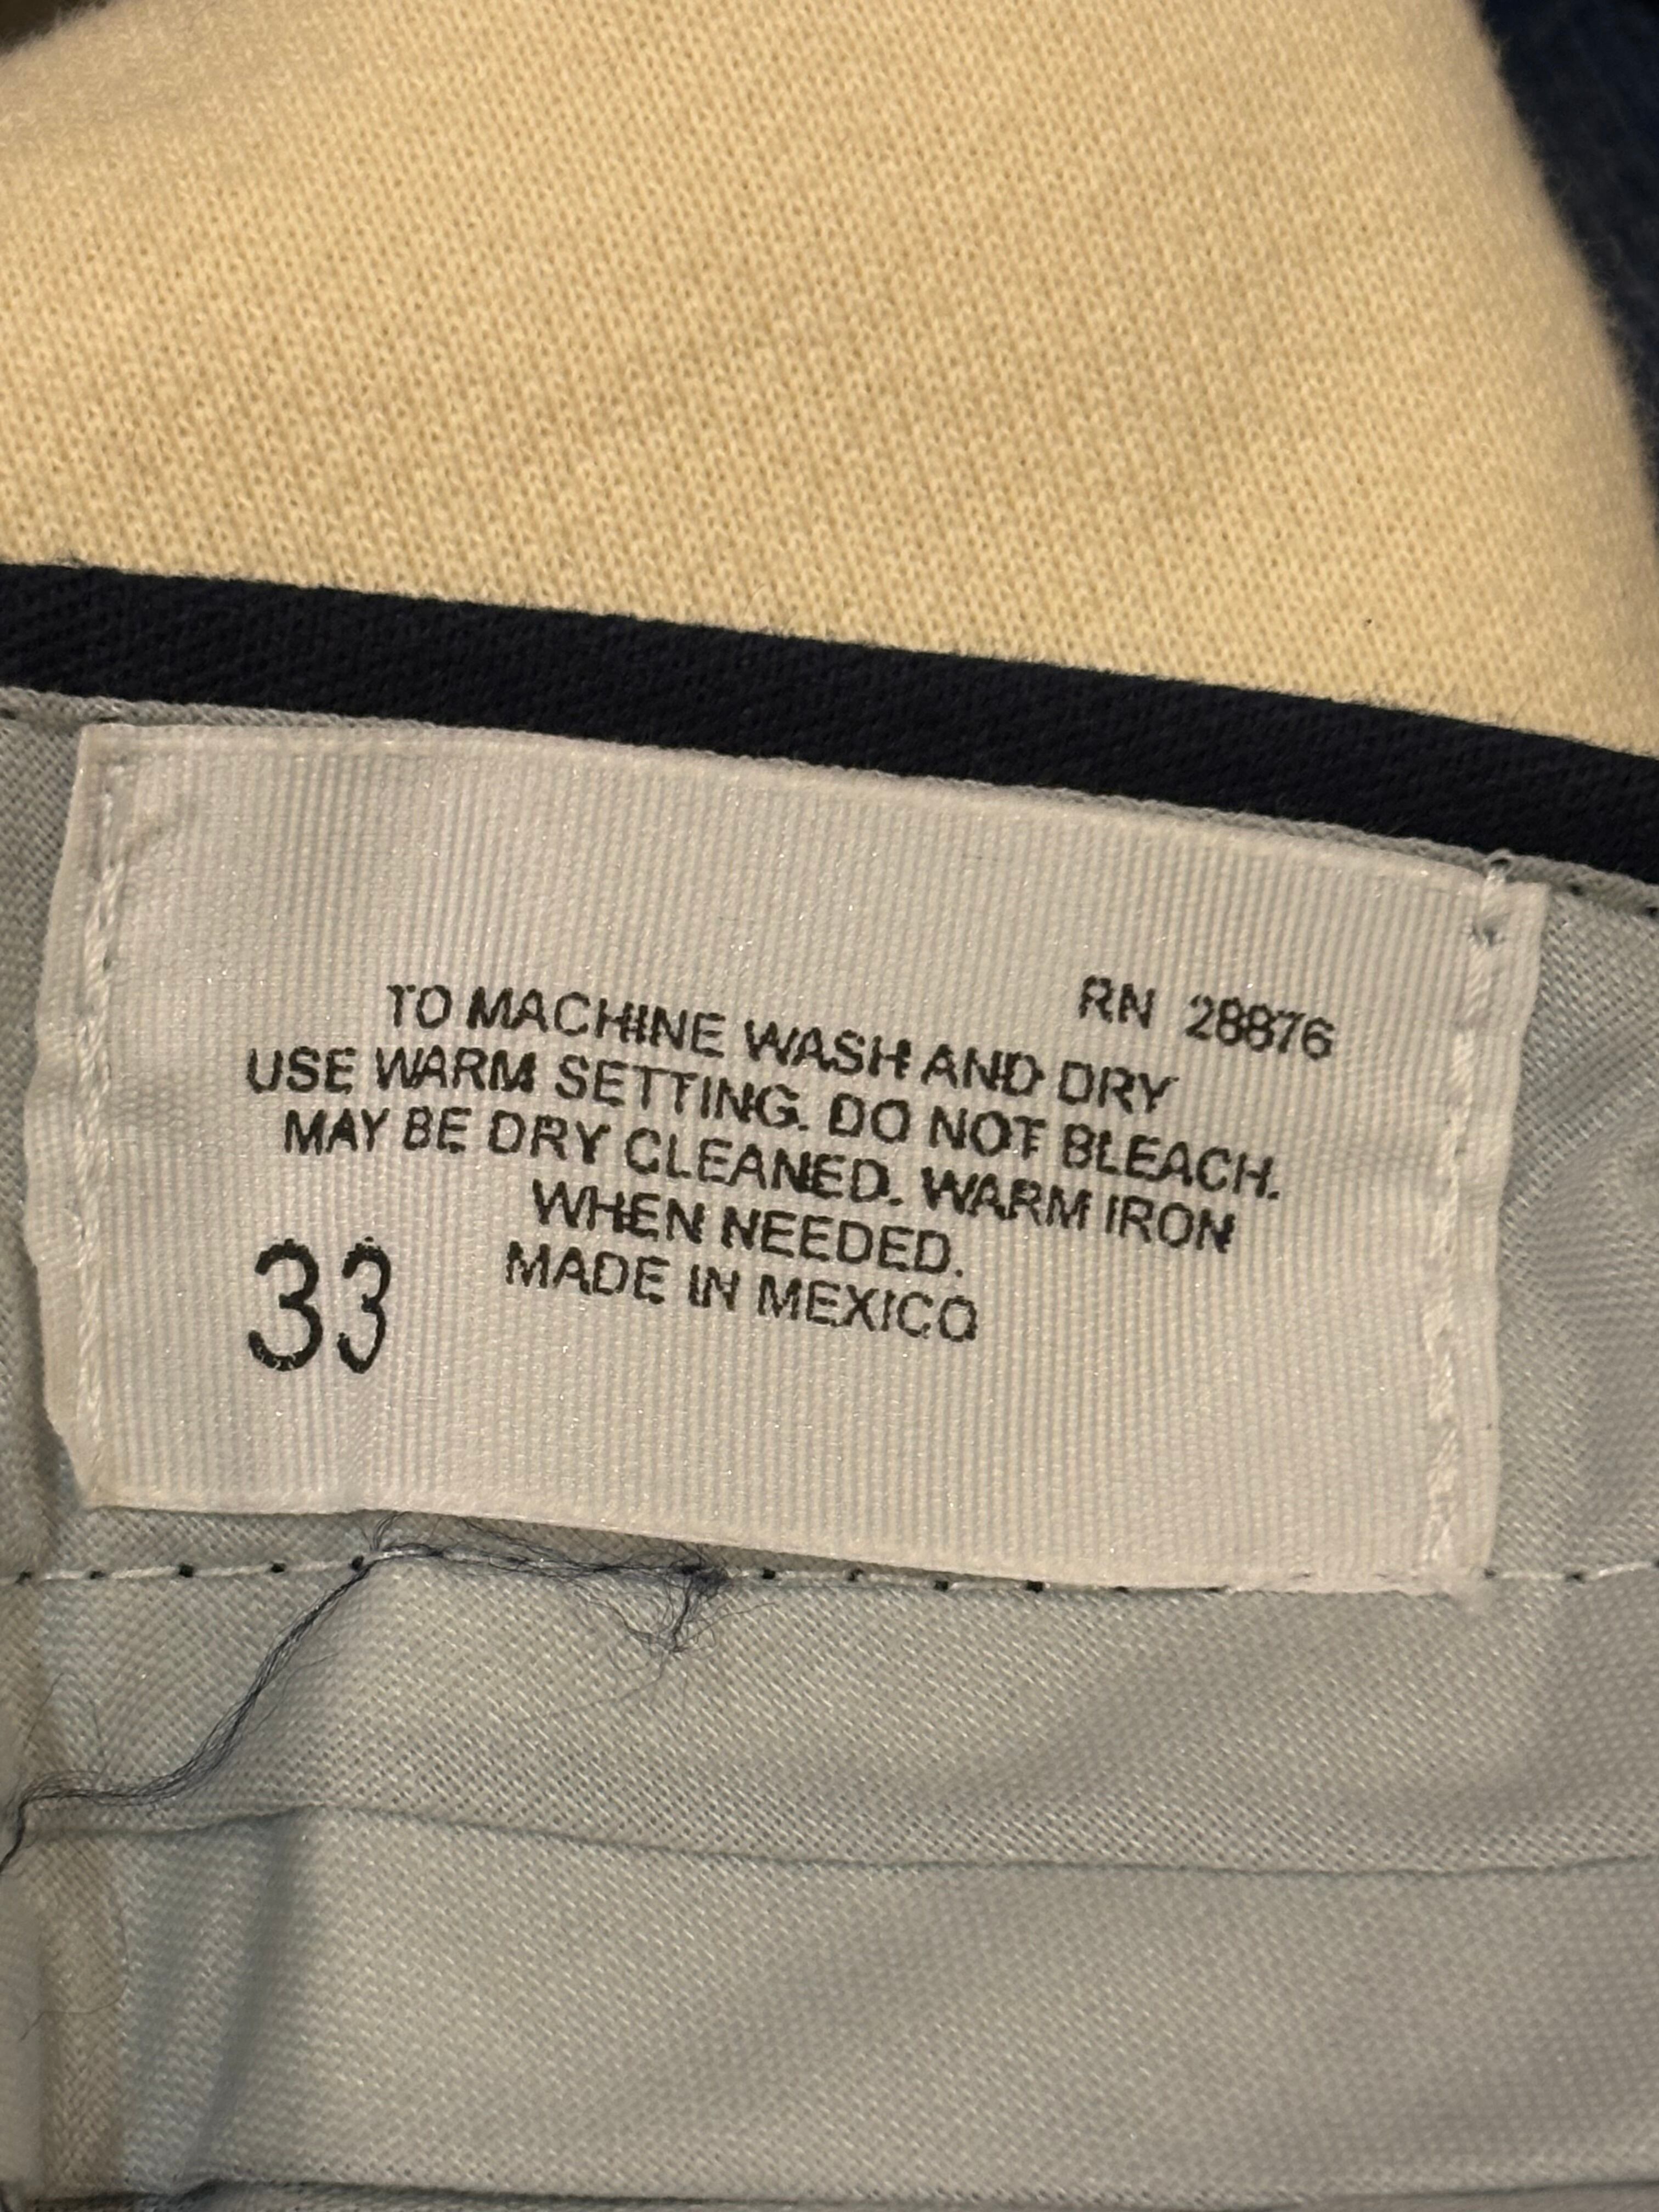 RN 28876
TO MACHINE WASH AND DRY
USE WARM SETTING. DO NOT BLEACH.
MAY BE DRY CLEANED. WARM IRON
WHEN NEEDED.
MADE IN MEXICO
33